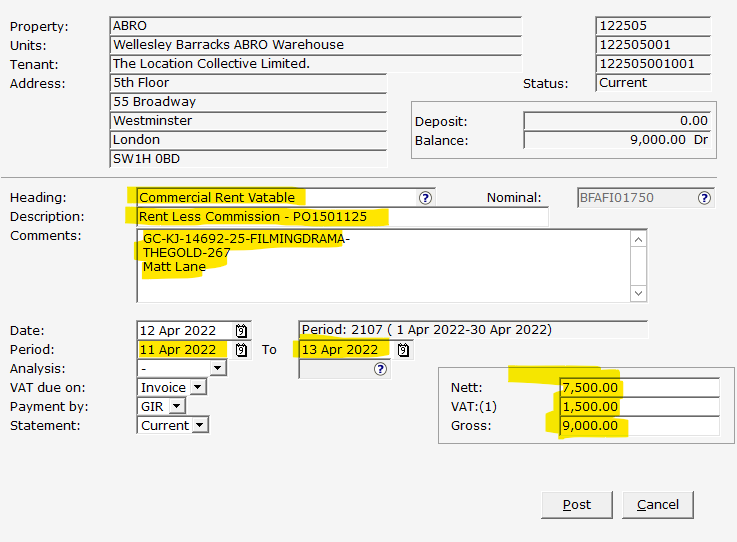 Property: ABRO 122505
Units: Wellesley Barracks ABRO Warehouse 122505001
Tenant: The Location Collective Limited. 122505001001
Address: 5th Floor Status: Current
55 Broadway
Westminster Deposit: 0.00
London Balance: 9,000.00 Dr
SW1H 0BD
Heading: Commercial Rent Vatable ? Nominal: BFAFI01750 ?
Description: Rent Less Commission - PO1501125
Comments: GC-KJ-14692-25-FILMINGDRAMA-
THEGOLD-267
Matt Lane
Date: 12 Apr 2022 9 Period: 2107 ( 1 Apr 2022-30 Apr 2022)
Period: 11 Apr 2022 9 To 13 Apr 2022 9
Analysis: - ?
VAT due on: Invoice Nett: 7,500.00
Payment by: GIR VAT:(1) 1,500.00
Statement: Current Gross: 9,000.00
Post Cancel